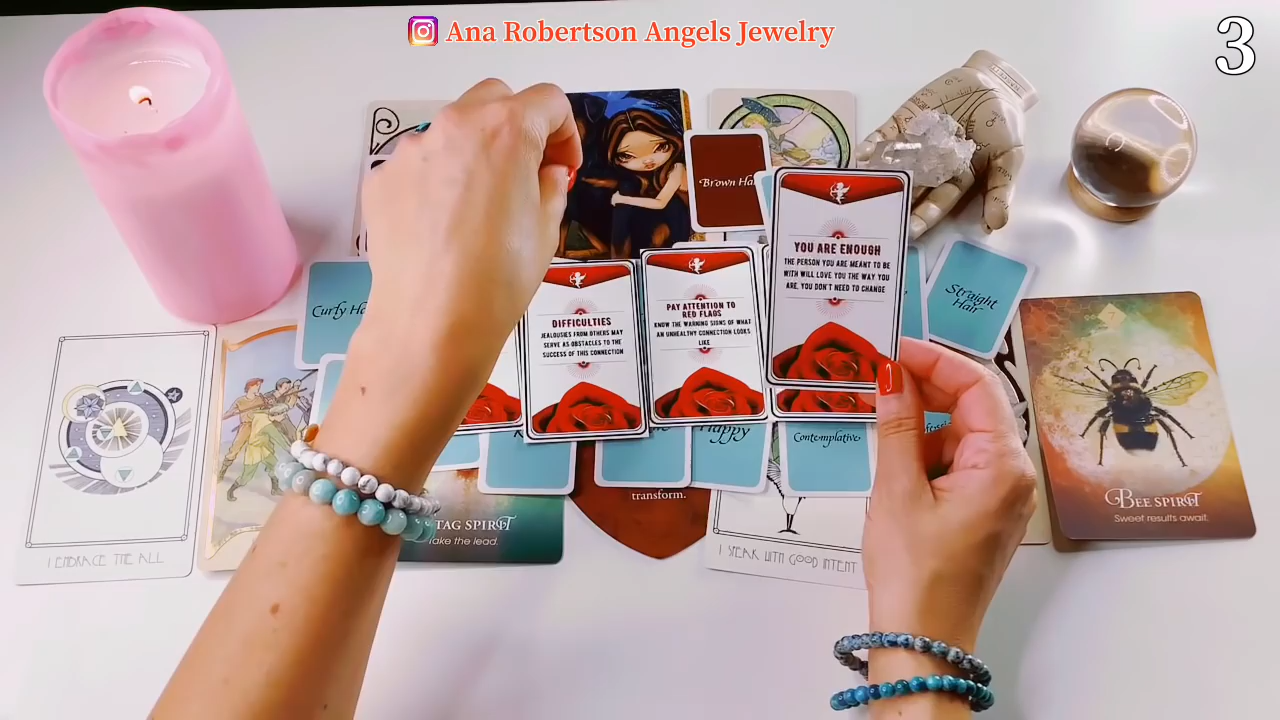 Ana Robertson Angels Jewelry
3
Brown
YOU ARE ENOUGH
THE PERSON YOU ARE MEANT TO BE
WITH WILL LOVE YOU THE WAY YOU
ARE. YOU DON'T NEED TO CHANGE
Curly
Straight
Hair
DIFFICULTIES
JEALOUSIES FROM OTHERS MAY
SERVE AS OBSTACLES TO THE
SUCCESS OF THIS CONNECTION
PAY ATTENTION TO
RED FLAGS
KNOW THE WARNING SIGNS OF WHAT
AN UNHEALTHY CONNECTION LOOKS
LIKE
7
Happy
Contemplative
transform.
TAG SPIRIT
Take the lead.
BEE SPIRIT
Sweet results await.
I EMBRACE THE ALL
I SPEAK WITH GOOD INTENT